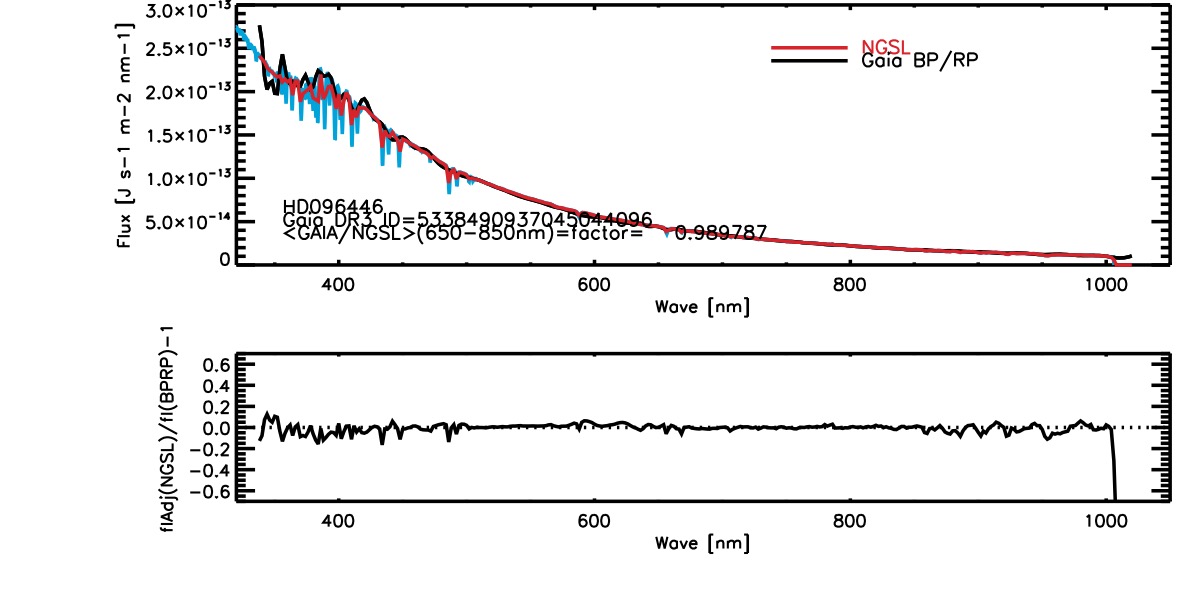 3.0×10−13
2.5×10−13
2.0×10−13
1.5×10−13
1.0×10−13
5.0×10−14
0
Flux [J s−1 m−2 nm−1]
NGSL
Gaia BP/RP
HD096446
Gaia DR3 ID=5338490937045044096
<GAIA/NGSL>(650−850nm)=factor= 0.989787
400 600 800 1000
Wave [nm]
0.6
0.4
0.2
0.0
−0.2
−0.4
−0.6
flAdj(NGSL)/fl(BPRP)−1
400 600 800 1000
Wave [nm]